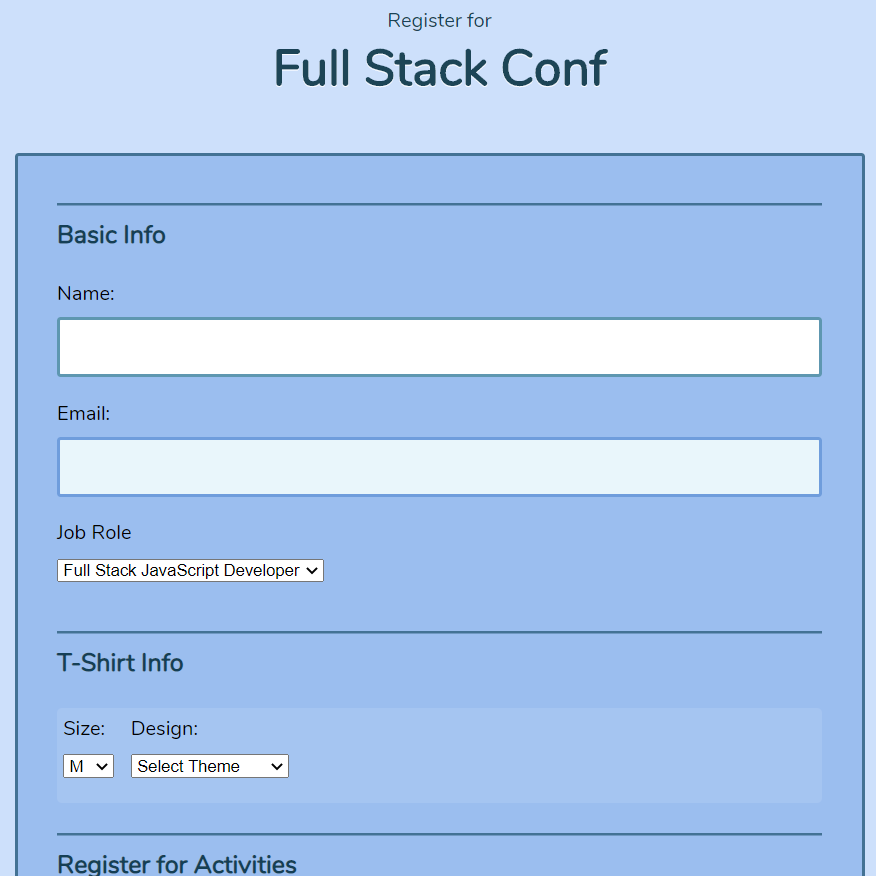 Register for
Full Stack Conf
Basic Info
Name:
Email:
Job Role
Full Stack JavaScript Developer
T-Shirt Info
Size: Design:
M Select Theme
Register for Activities